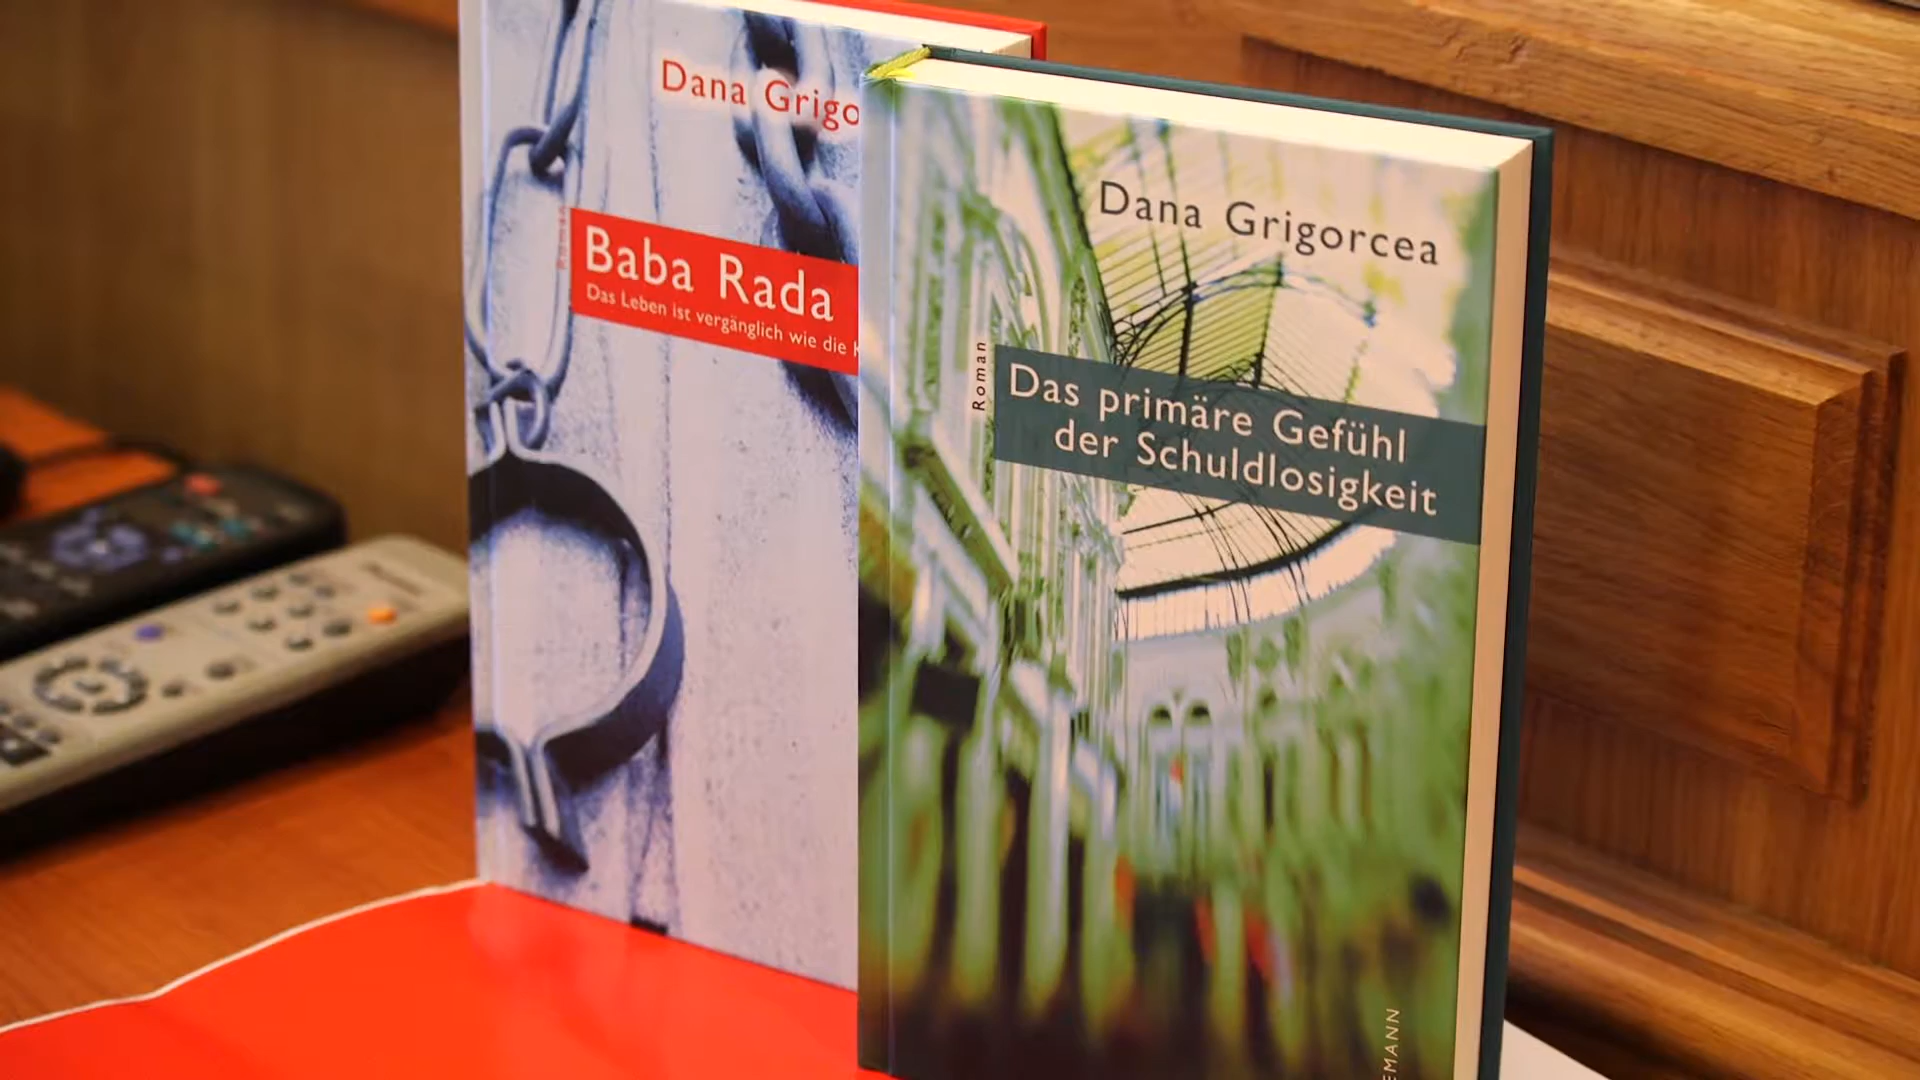 Dana Grigo
Roman
Baba Rada
Das Leben ist vergänglich wie die K
Dana Grigorcea
Roman
Das primäre Gefühl
der Schuldlosigkeit
EMANN